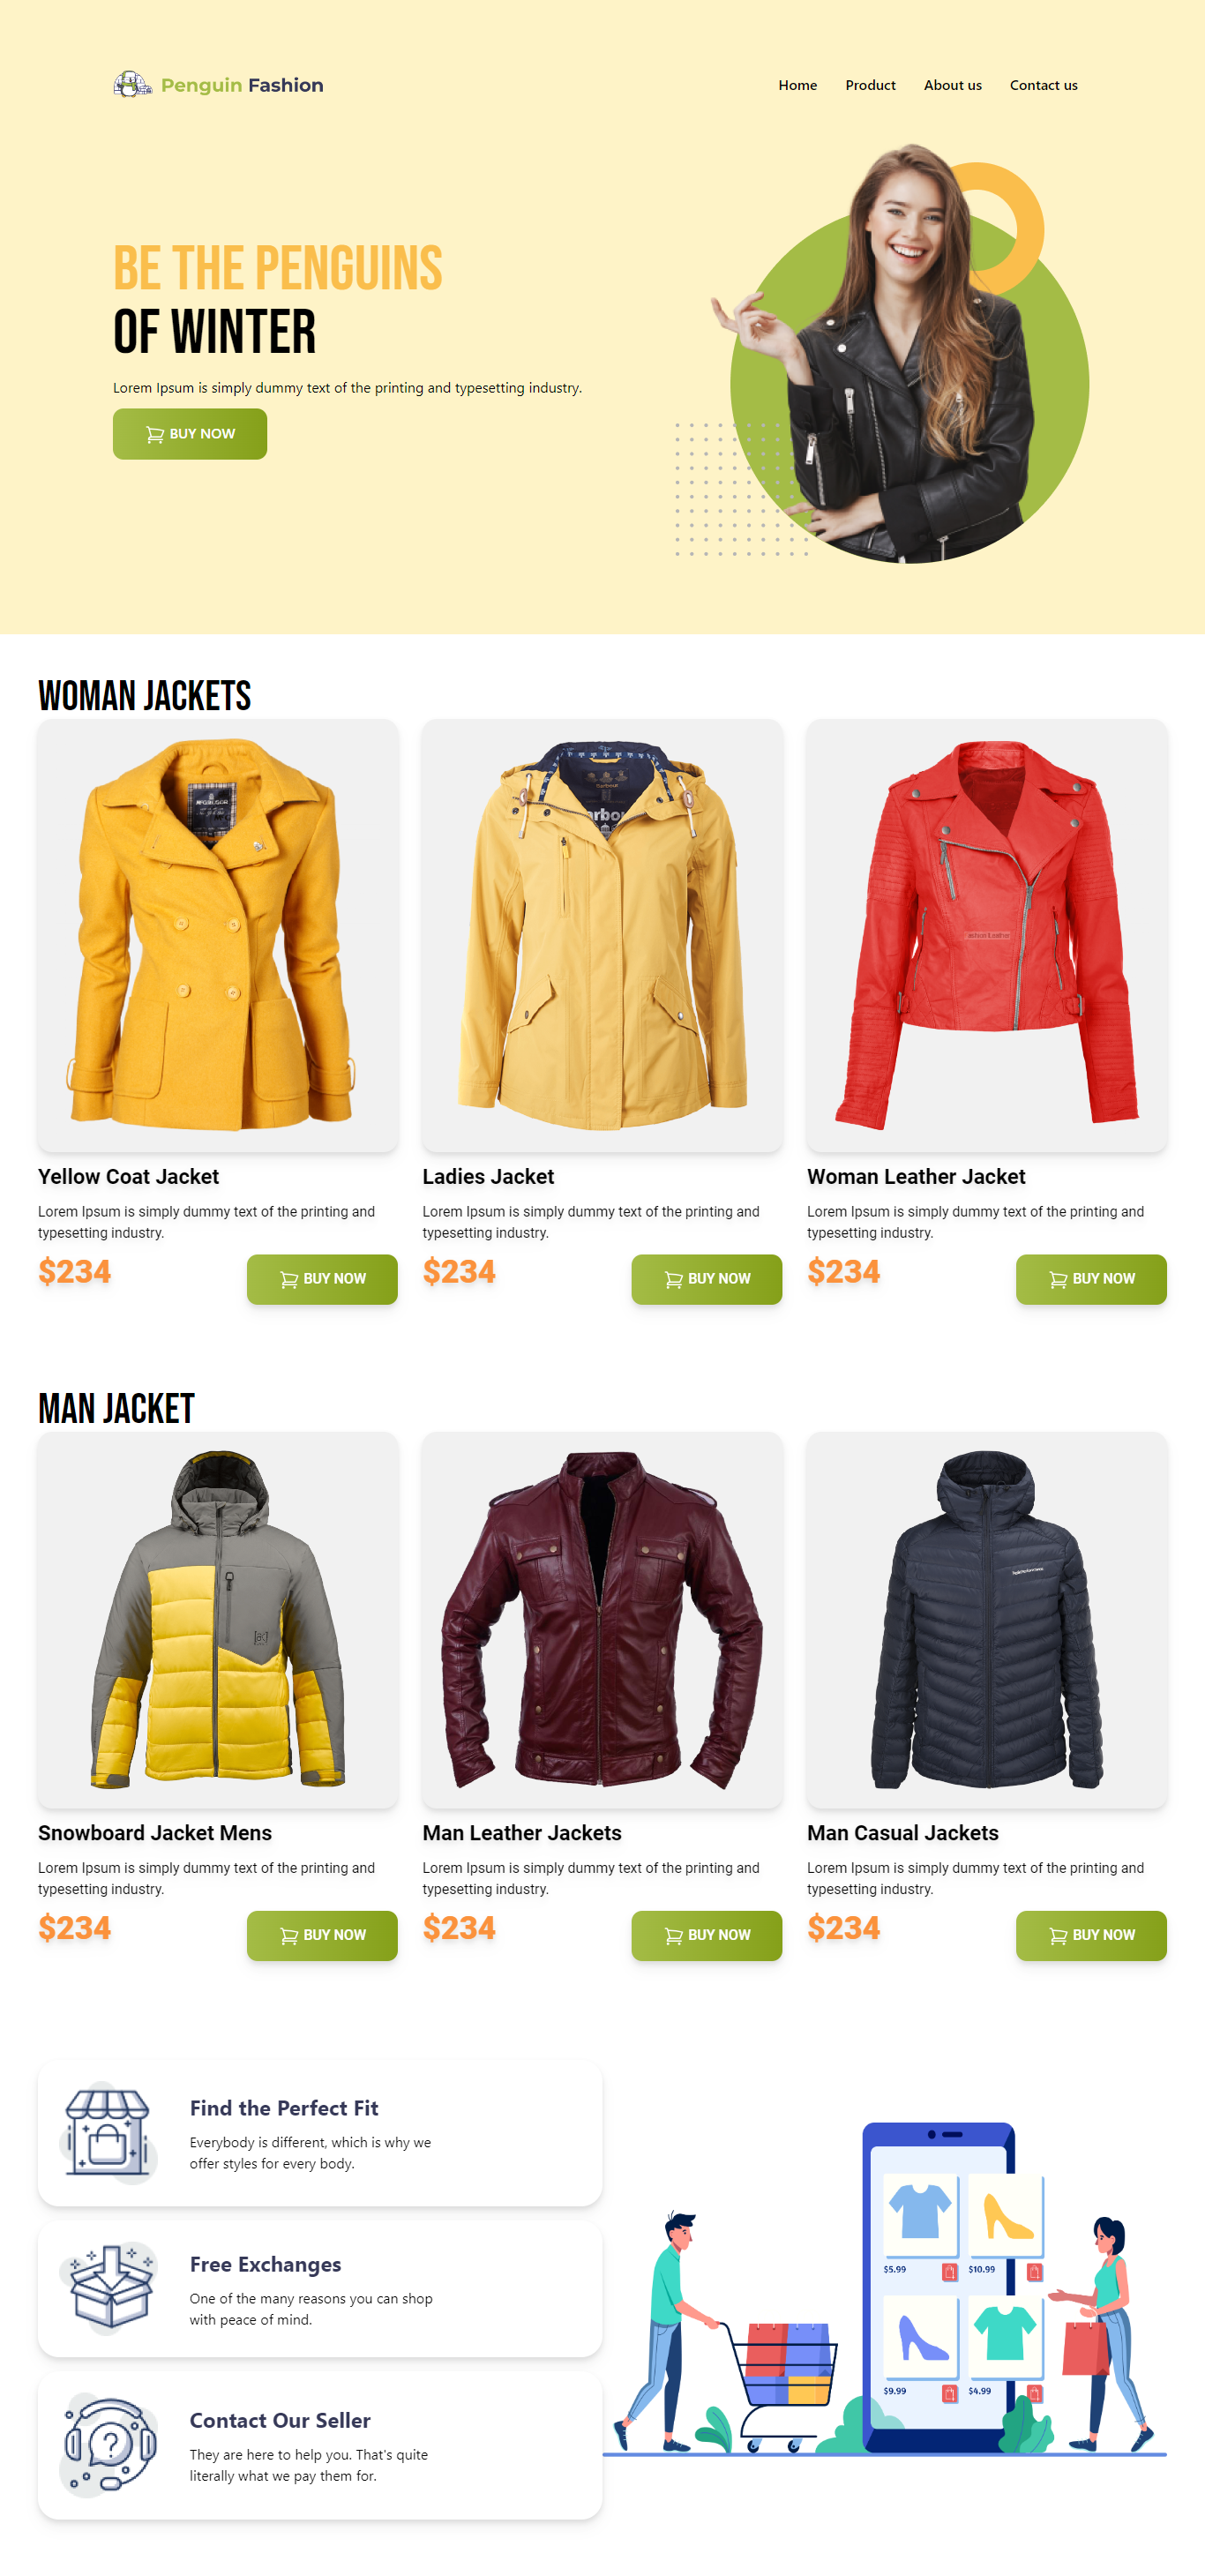 Penguin Fashion
Home Product About us Contact us
BE THE PENGUINS
OF WINTER
Lorem Ipsum is simply dummy text of the printing and typesetting industry.
BUY NOW
WOMAN JACKETS
Barbour
Yellow Coat Jacket
Lorem Ipsum is simply dummy text of the printing and
typesetting industry.
$234
BUY NOW
Ladies Jacket
Lorem Ipsum is simply dummy text of the printing and
typesetting industry.
$234
BUY NOW
Woman Leather Jacket
Lorem Ipsum is simply dummy text of the printing and
typesetting industry.
$234
BUY NOW
MAN JACKET
Snowboard Jacket Mens
Lorem Ipsum is simply dummy text of the printing and
typesetting industry.
$234
BUY NOW
Man Leather Jackets
Lorem Ipsum is simply dummy text of the printing and
typesetting industry.
$234
BUY NOW
Man Casual Jackets
Lorem Ipsum is simply dummy text of the printing and
typesetting industry.
$234
BUY NOW
Find the Perfect Fit
Everybody is different, which is why we
offer styles for every body.
Free Exchanges
One of the many reasons you can shop
with peace of mind.
Contact Our Seller
They are here to help you. That's quite
literally what we pay them for.
$5.99
$10.99
$9.99
$4.99